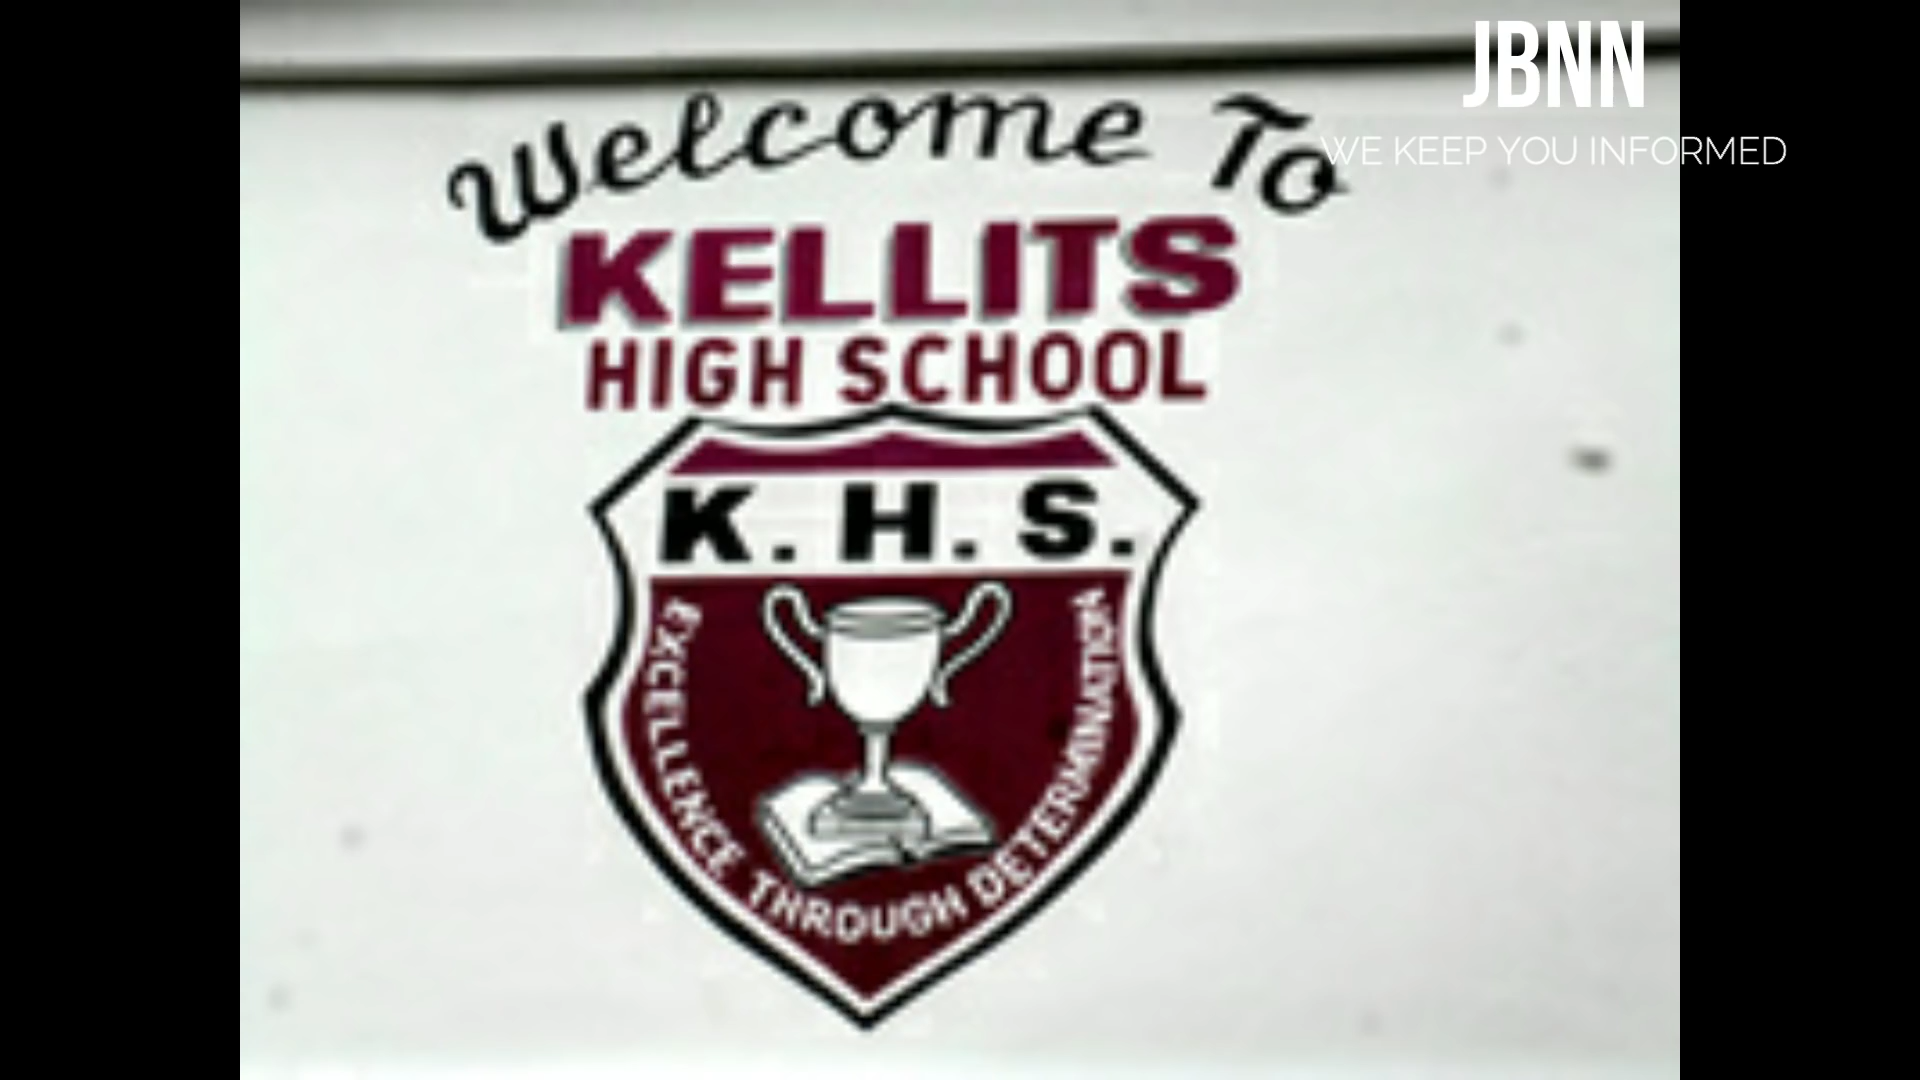 JBNN
WE KEEP YOU INFORMED
Welcome To
KELLITS
HIGH SCHOOL
K. H. S.
EXCELLENCE THROUGH DETERMINATION